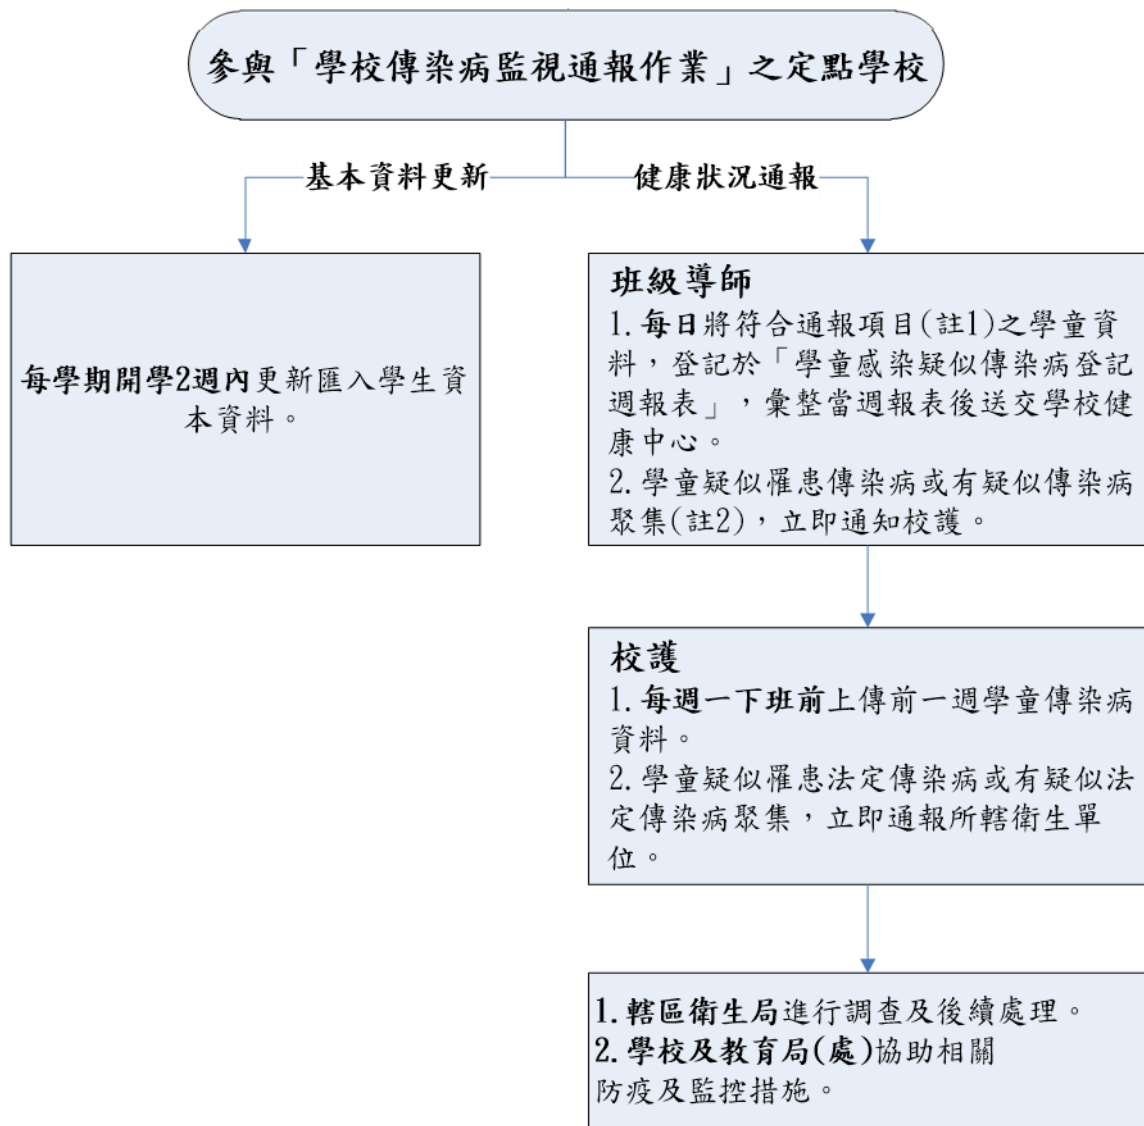 參與「學校傳染病監視通報作業」之定點學校
基本資料更新
健康狀況通報
每學期開學2週內更新匯入學生資
本資料。
班級導師
1. 每日將符合通報項目(註1)之學童資
料，登記於「學童感染疑似傳染病登記
週報表」，彙整當週報表後送交學校健
康中心。
2. 學童疑似罹患傳染病或有疑似傳染病
聚集(註2)，立即通知校護。
校護
1. 每週一下班前上傳前一週學童傳染病
資料。
2. 學童疑似罹患法定傳染病或有疑似法
定傳染病聚集，立即通報所轄衛生單
位。
1. 轄區衛生局進行調查及後續處理。
2. 學校及教育局(處)協助相關
防疫及監控措施。